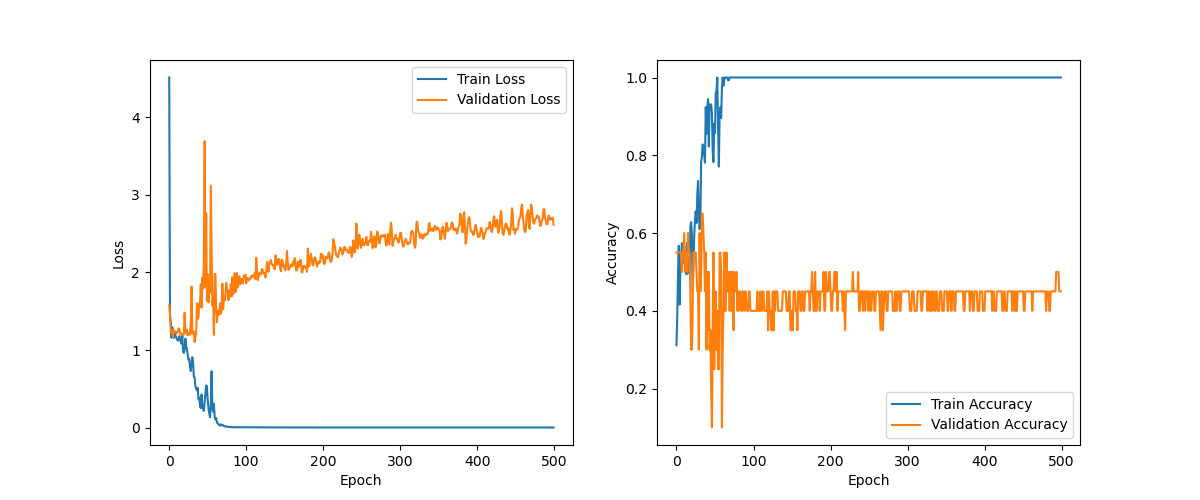 Train Loss
Validation Loss
4
3
2
1
0
Loss
0
100
200
300
400
500
Epoch
1.0
0.8
0.6
0.4
0.2
Accuracy
Train Accuracy
Validation Accuracy
0
100
200
300
400
500
Epoch